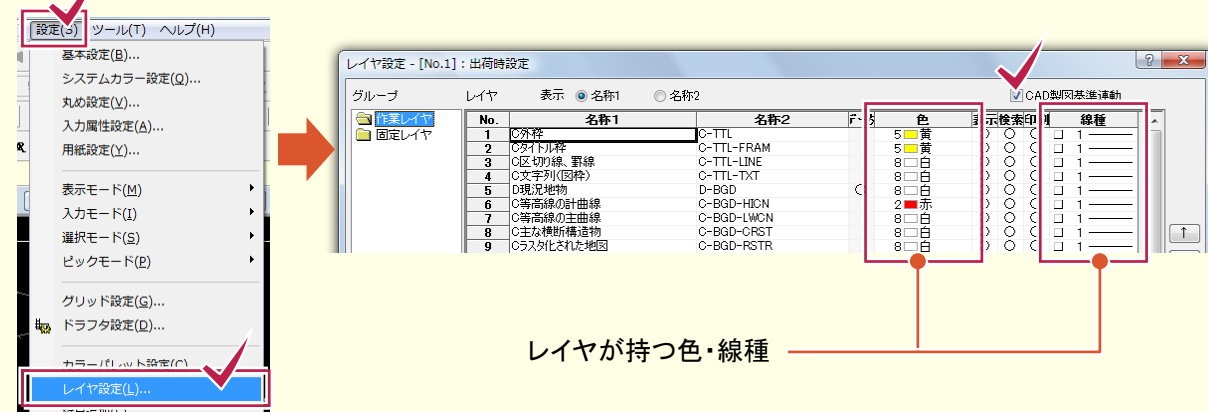 設定(S) ツール(T) ヘルプ(H)
基本設定(B)...
システムカラー設定(O)...
丸め設定(V)...
入力属性設定(A)...
用紙設定(Y)...
表示モード(M)
入力モード(I)
選択モード(S)
ピックモード(P)
グリッド設定(G)...
ドラフタ設定(D)...
カラーパレット設定(C)
レイヤ設定(L)...
レイヤ設定 - [No.1] : 出荷時設定
グループ レイヤ 表示 名称1 名称2 CAD製図基準連動
作業レイヤ
固定レイヤ
No. 名称1 名称2 色 検索 線種
1 C外枠 C-TTL 5 黄 1
2 Cタイトル枠 C-TTL-FRAM 5 黄 1
3 C区切り線、罫線 C-TTL-LINE 8 白 1
4 C文字列(図枠) C-TTL-TXT 8 白 1
5 D現況地物 D-BGD 8 白 1
6 C等高線の計曲線 C-BGD-HICN 2 赤 1
7 C等高線の主曲線 C-BGD-LWCN 8 白 1
8 C主な横断構造物 C-BGD-CRST 8 白 1
9 Cラスタ化された地図 C-BGD-RSTR 8 白 1
レイヤが持つ色・線種